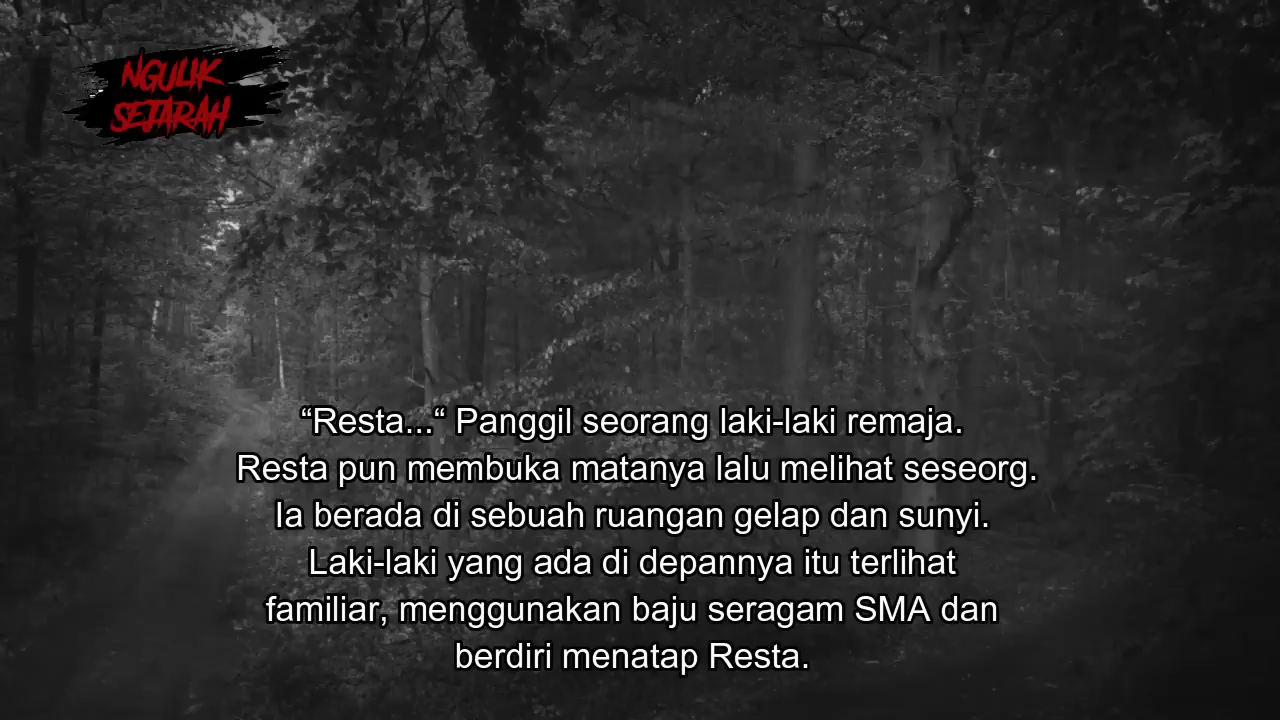 NGULIK
SEJARAH
“Resta...“ Panggil seorang laki-laki remaja.
Resta pun membuka matanya lalu melihat seseorg.
Ia berada di sebuah ruangan gelap dan sunyi.
Laki-laki yang ada di depannya itu terlihat
familiar, menggunakan baju seragam SMA dan
berdiri menatap Resta.